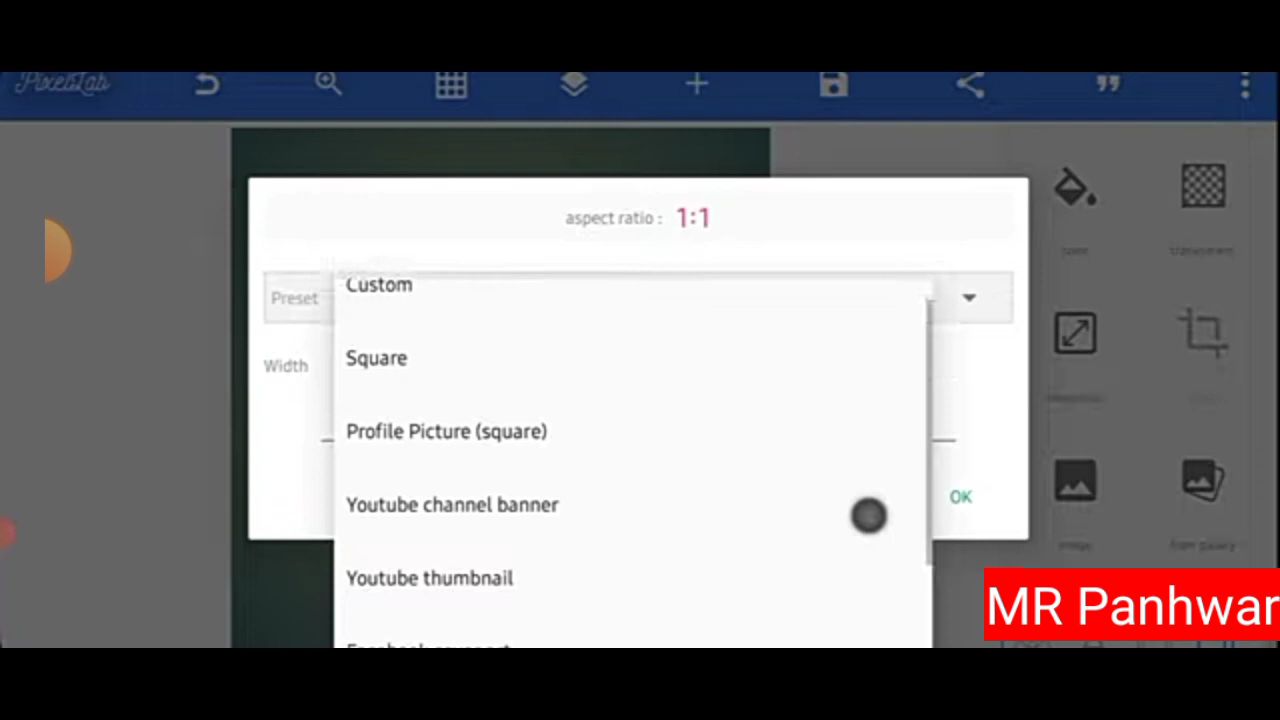 PixelLab
aspect ratio : 1:1
Preset
Custom
Width
Square
Profile Picture (square)
Youtube channel banner
OK
Youtube thumbnail
MR Panhwar